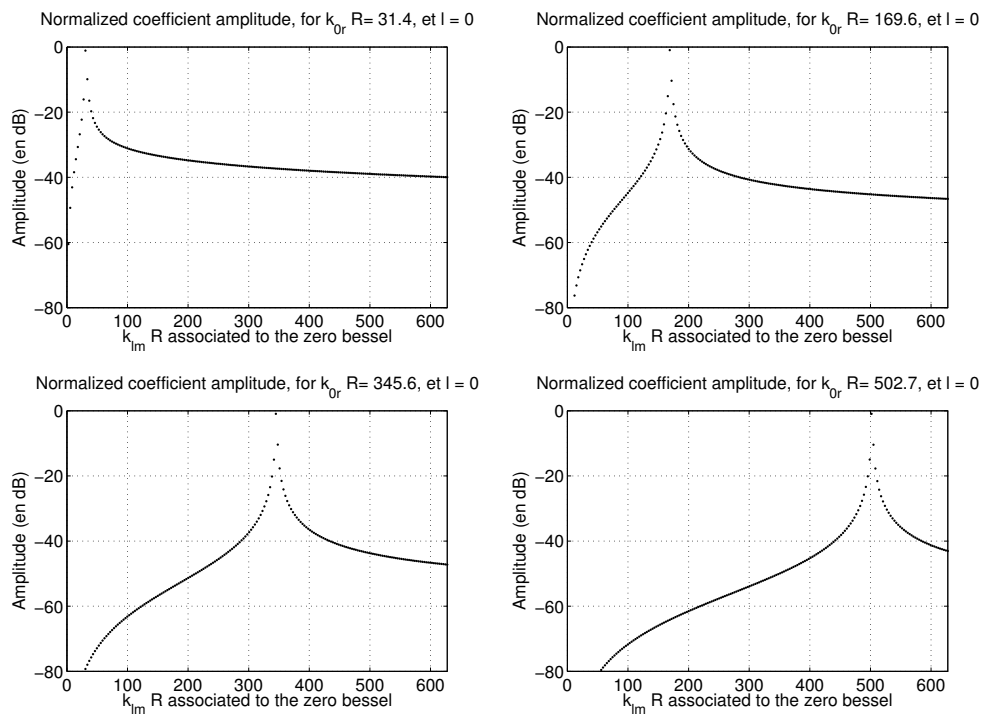 Normalized coefficient amplitude, for k0r R= 31.4, et l = 0
0
−20
−40
−60
−80
Amplitude (en dB)
0 100 200 300 400 500 600
klm R associated to the zero bessel
Normalized coefficient amplitude, for k0r R= 169.6, et l = 0
0
−20
−40
−60
−80
Amplitude (en dB)
0 100 200 300 400 500 600
klm R associated to the zero bessel
Normalized coefficient amplitude, for k0r R= 345.6, et l = 0
0
−20
−40
−60
−80
Amplitude (en dB)
0 100 200 300 400 500 600
klm R associated to the zero bessel
Normalized coefficient amplitude, for k0r R= 502.7, et l = 0
0
−20
−40
−60
−80
Amplitude (en dB)
0 100 200 300 400 500 600
klm R associated to the zero bessel